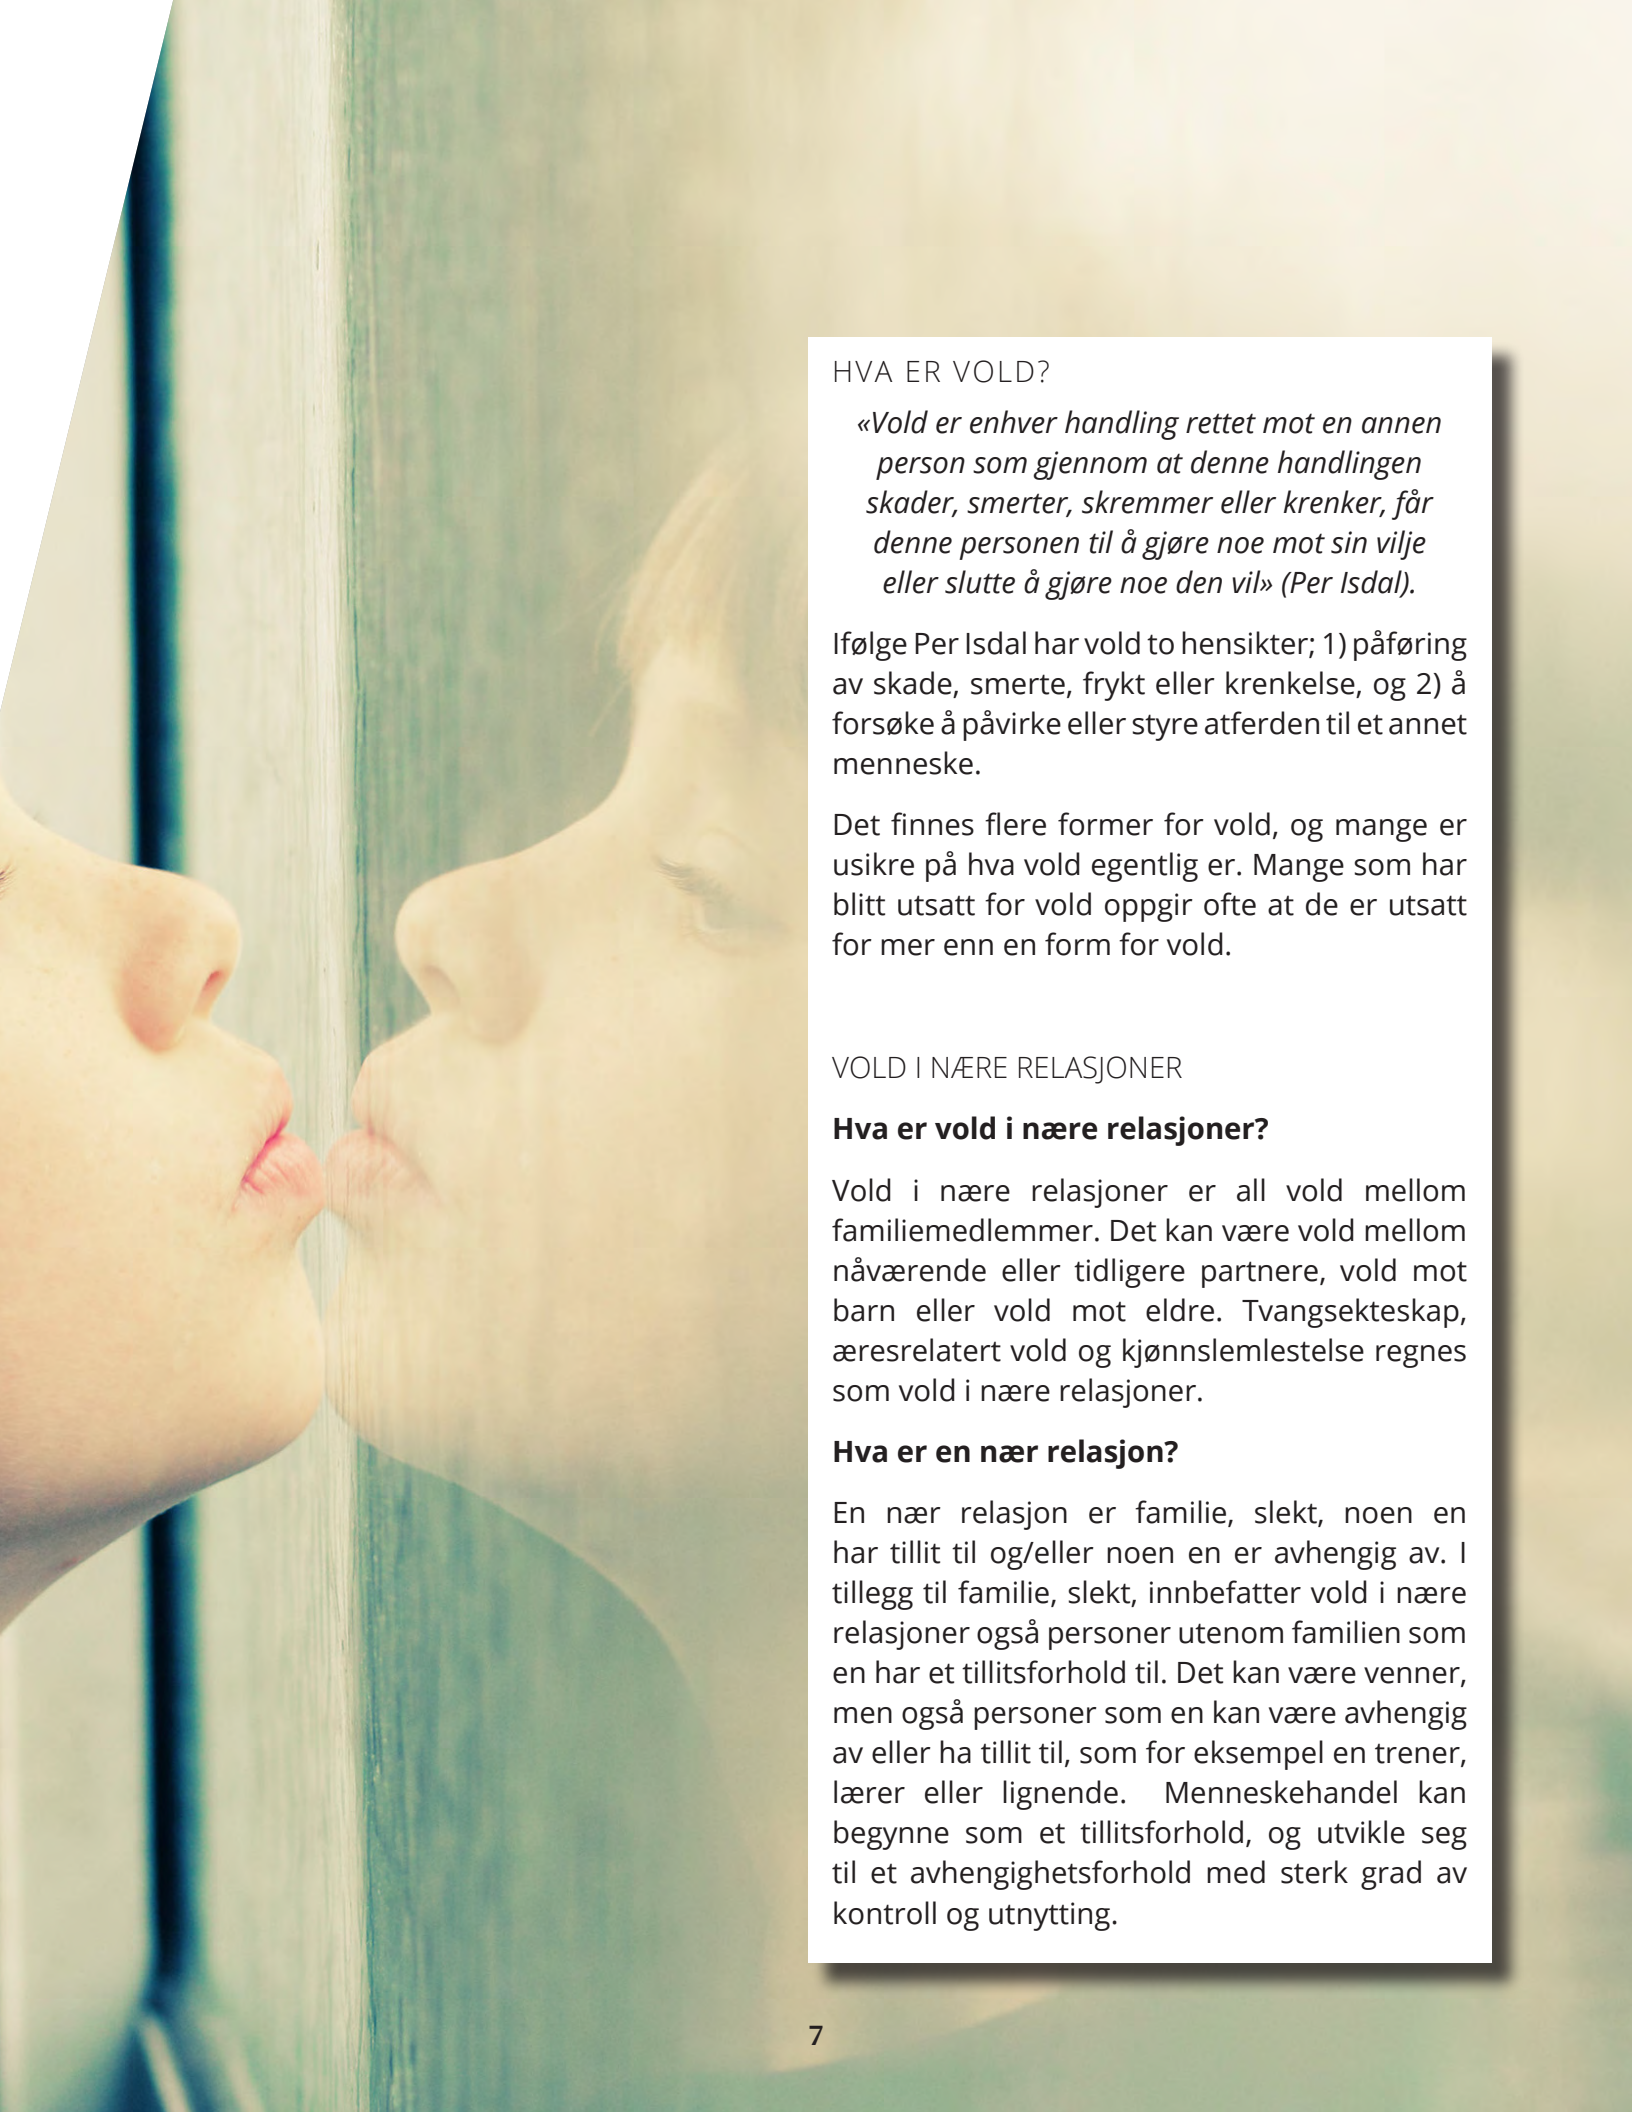 HVA ER VOLD?
«Vold er enhver handling rettet mot en annen
person som gjennom at denne handlingen
skader, smerter, skremmer eller krenker, får
denne personen til å gjøre noe mot sin vilje
eller slutte å gjøre noe den vil» (Per Isdal).
Ifølge Per Isdal har vold to hensikter; 1) påføring
av skade, smerte, frykt eller krenkelse, og 2) å
forsøke å påvirke eller styre atferden til et annet
menneske.
Det finnes flere former for vold, og mange er
usikre på hva vold egentlig er. Mange som har
blitt utsatt for vold oppgir ofte at de er utsatt
for mer enn en form for vold.
VOLD I NÆRE RELASJONER
Hva er vold i nære relasjoner?
Vold i nære relasjoner er all vold mellom
familiemedlemmer. Det kan være vold mellom
nåværende eller tidligere partnere, vold mot
barn eller vold mot eldre. Tvangsekteskap,
æresrelatert vold og kjønnslemlestelse regnes
som vold i nære relasjoner.
Hva er en nær relasjon?
En nær relasjon er familie, slekt, noen en
har tillit til og/eller noen en er avhengig av. I
tillegg til familie, slekt, innbefatter vold i nære
relasjoner også personer utenom familien som
en har et tillitsforhold til. Det kan være venner,
men også personer som en kan være avhengig
av eller ha tillit til, som for eksempel en trener,
lærer eller lignende. Menneskehandel kan
begynne som et tillitsforhold, og utvikle seg
til et avhengighetsforhold med sterk grad av
kontroll og utnytting.
7